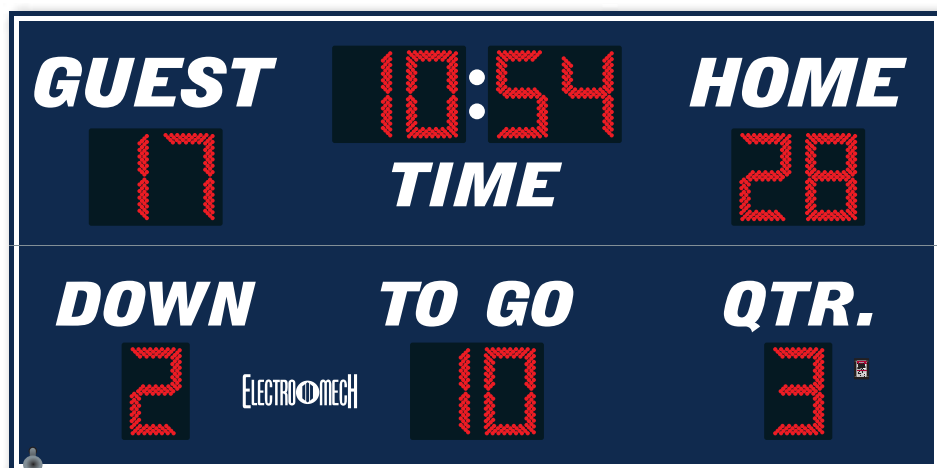 GUEST 10:54 HOME
17 TIME 28
DOWN TO GO QTR.
2 ELECTRO MECH 10 3